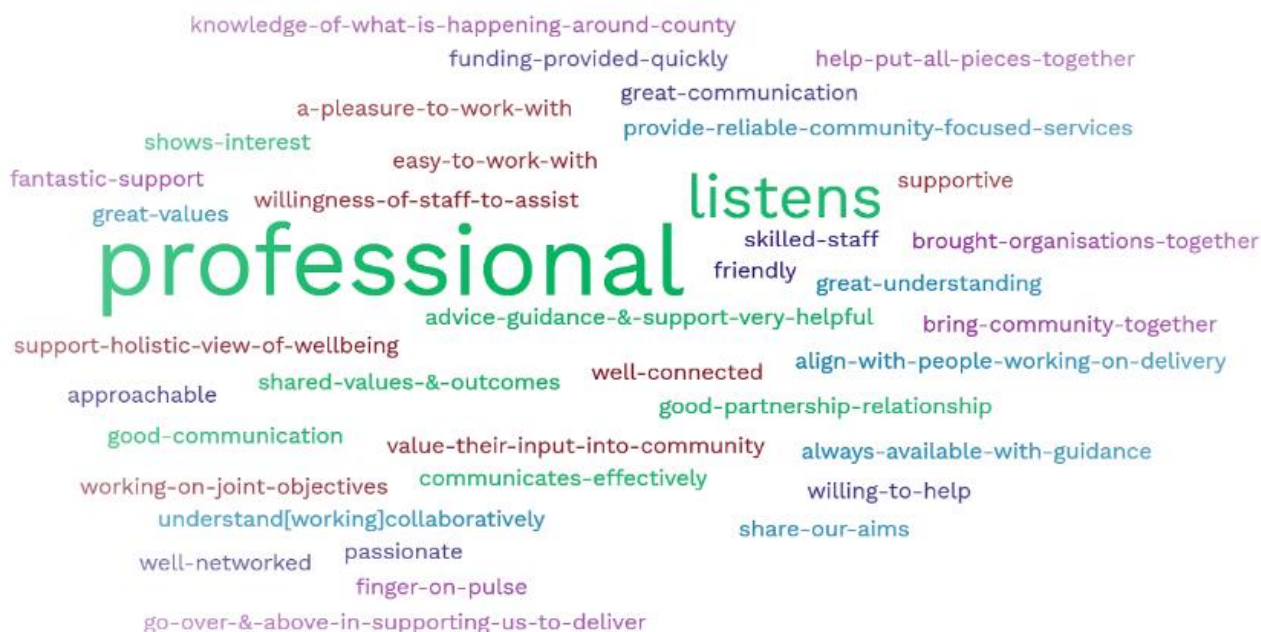 knowledge-of-what-is-happening-around-county
funding-provided-quickly
help-put-all-pieces-together
great-communication
a-pleasure-to-work-with
provide-reliable-community-focused-services
shows-interest
easy-to-work-with
fantastic-support
listens
supportive
willingness-of-staff-to-assist
great-values
professional
skilled-staff
brought-organisations-together
friendly
great-understanding
advice-guidance-&-support-very-helpful
bring-community-together
support-holistic-view-of-wellbeing
align-with-people-working-on-delivery
well-connected
shared-values-&-outcomes
approachable
good-partnership-relationship
good-communication
value-their-input-into-community
always-available-with-guidance
communicates-effectively
working-on-joint-objectives
willing-to-help
understand[working]collaboratively
share-our-aims
passionate
well-networked
finger-on-pulse
go-over-&-above-in-supporting-us-to-deliver